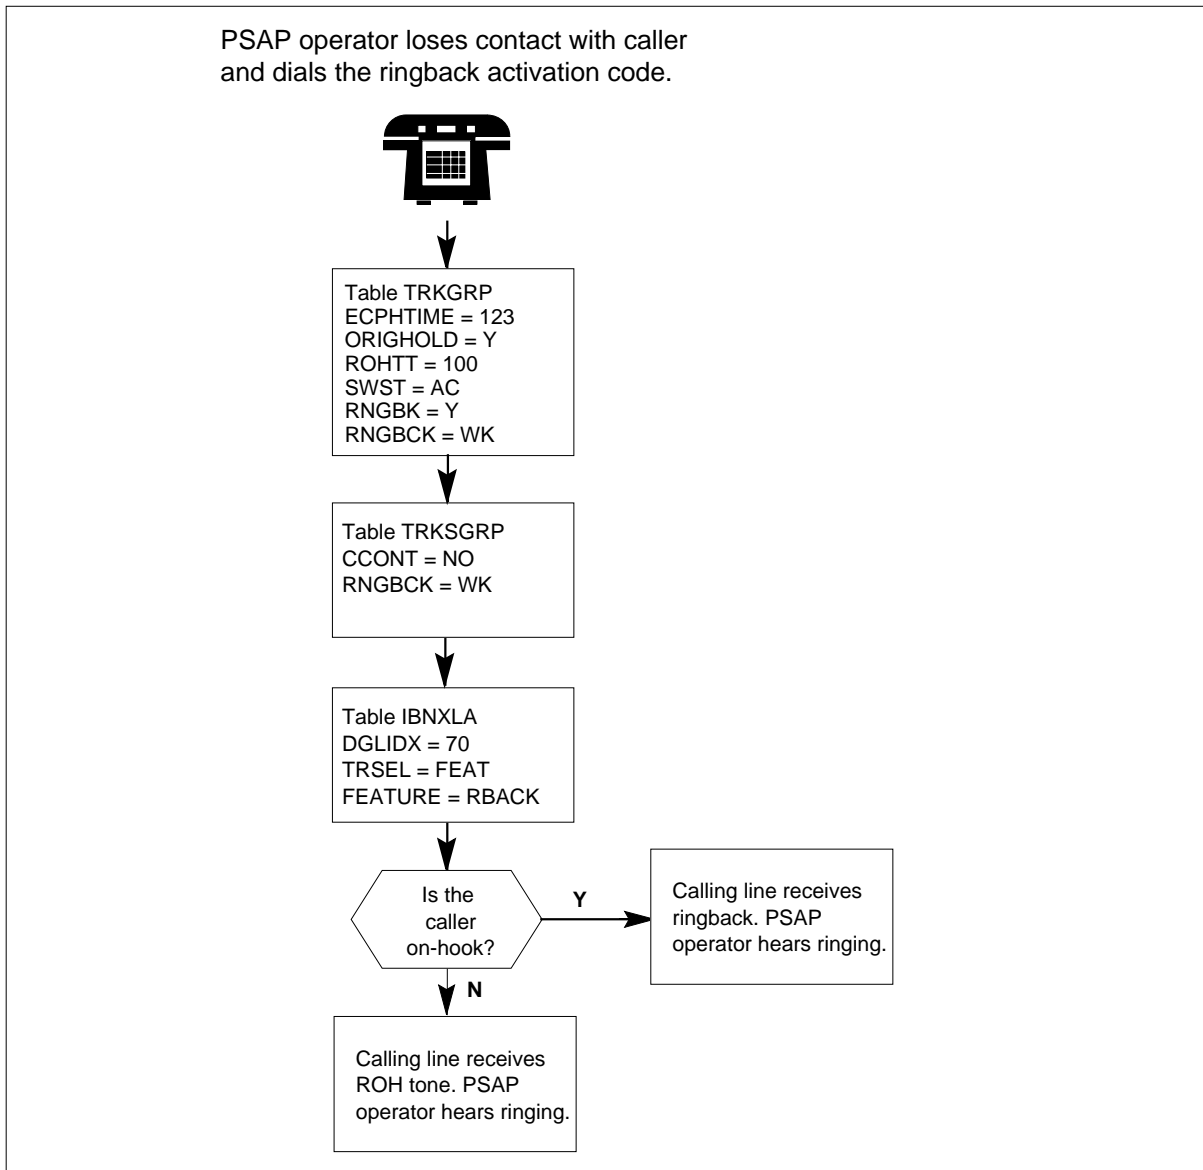 PSAP operator loses contact with caller
and dials the ringback activation code.
Table TRKGRP
ECPHTIME = 123
ORIGHOLD = Y
ROHTT = 100
SWST = AC
RNGBK = Y
RNGBCK = WK
Table TRKSGRP
CCONT = NO
RNGBCK = WK
Table IBNXLA
DGLIDX = 70
TRSEL = FEAT
FEATURE = RBACK
Is the
caller
on-hook?
Y
Calling line receives
ringback. PSAP
operator hears ringing.
N
Calling line receives
ROH tone. PSAP
operator hears ringing.